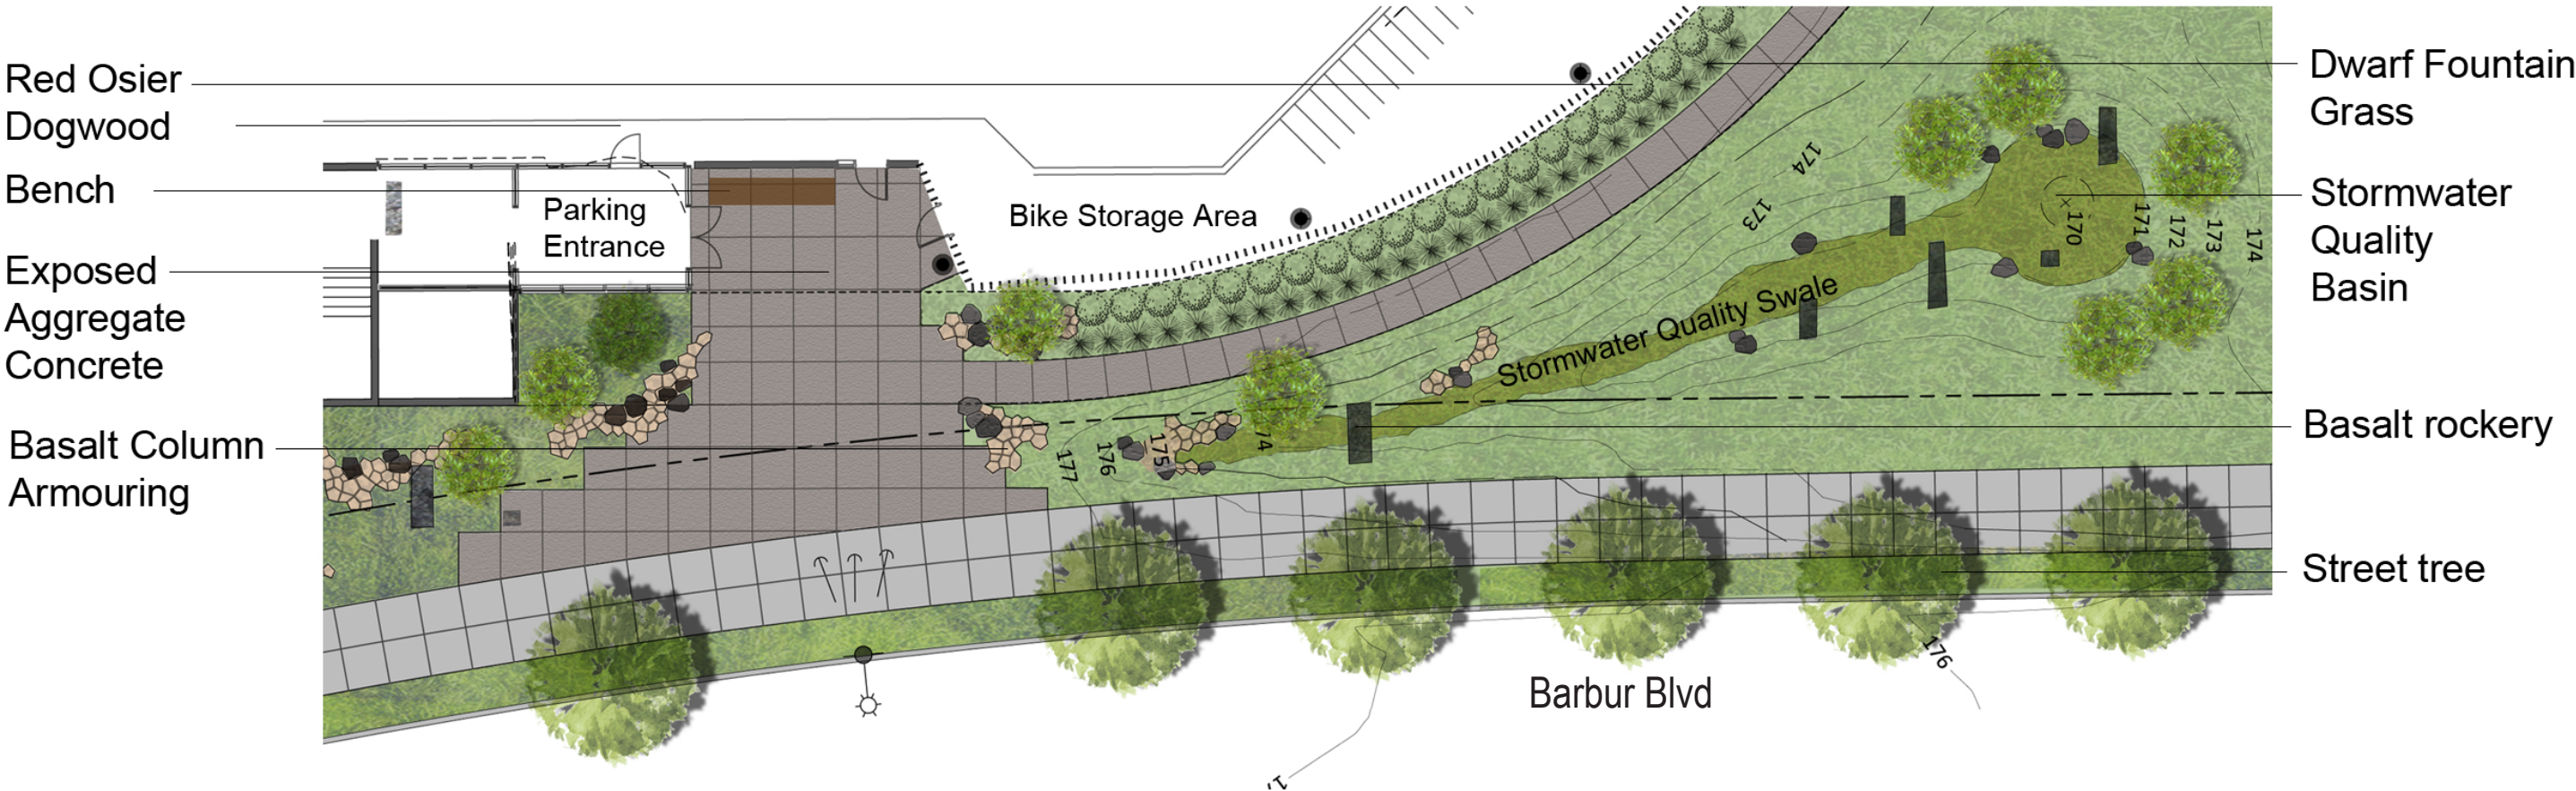 Red Osier
Dogwood
Bench
Exposed
Aggregate
Concrete
Basalt Column
Armouring
Parking
Entrance
Bike Storage Area
Stormwater Quality Swale
174
173
170
171
172
173
174
177
176
175
74
176
Barbur Blvd
Dwarf Fountain
Grass
Stormwater
Quality
Basin
Basalt rockery
Street tree